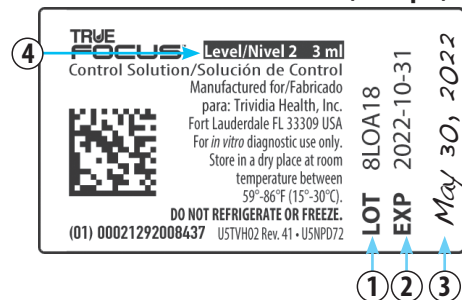 TRUE
FOCUS
Level/Nivel 2 3 ml
Control Solution/Solución de Control
Manufactured for/Fabricado
para: Trividia Health, Inc.
Fort Lauderdale FL 33309 USA
For in vitro diagnostic use only.
Store in a dry place at room
temperature between
59°-86°F (15°-30°C).
DO NOT REFRIGERATE OR FREEZE.
(01) 00021292008437 U5TVH02 Rev. 41 • U5NPD72
LOT 8LOA18
EXP 2022-10-31
May 30, 2022
4
1 2 3